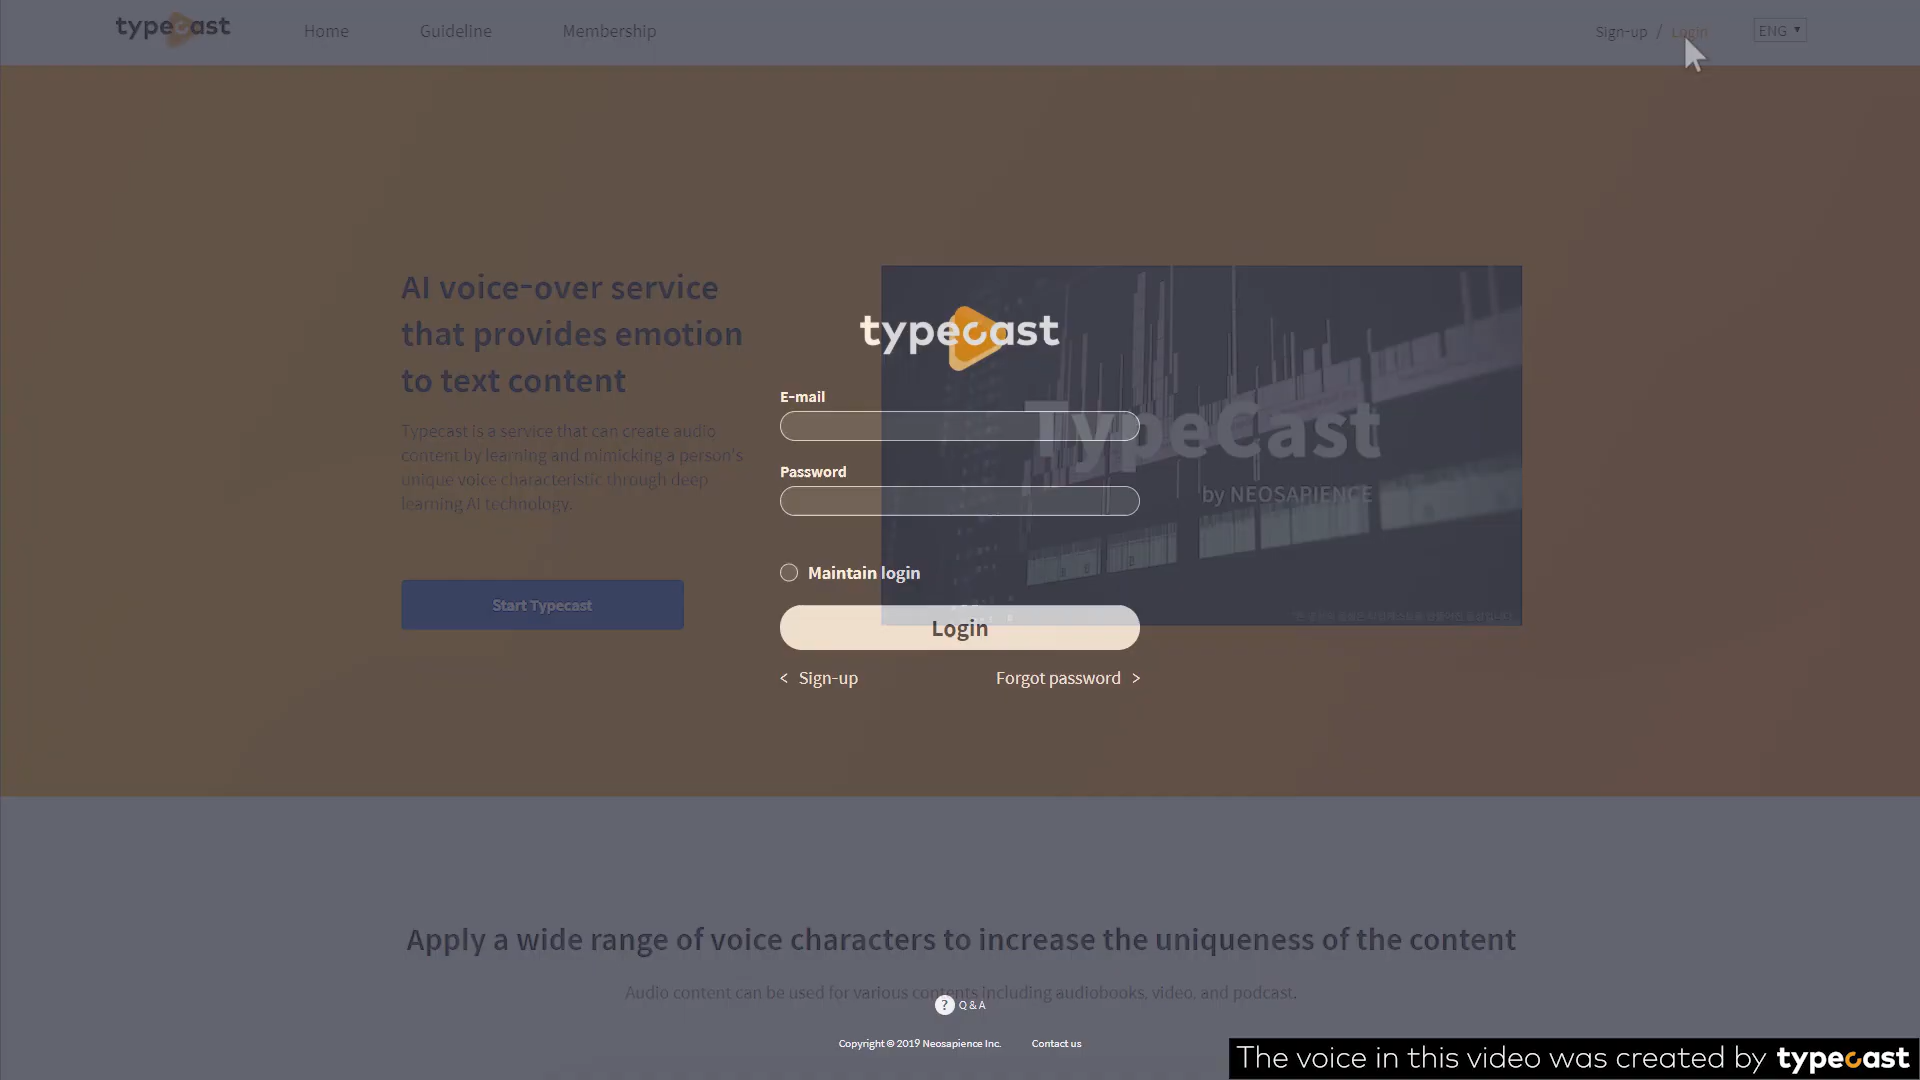 typecast
Home
Guideline
Membership
Sign-up / Login
ENG
AI voice-over service
that provides emotion
to text content
Typecast is a service that can create audio
content by learning and mimicking a person's
unique voice characteristic through deep
learning AI technology.
Start Typecast
TypeCast
by NEOSAPIENCE
typecast
E-mail
Password
Maintain login
Login
< Sign-up
Forgot password >
Apply a wide range of voice characters to increase the uniqueness of the content
Audio content can be used for various contents including audiobooks, video, and podcast.
? Q & A
Copyright © 2019 Neosapience Inc.
Contact us
The voice in this video was created by typecast